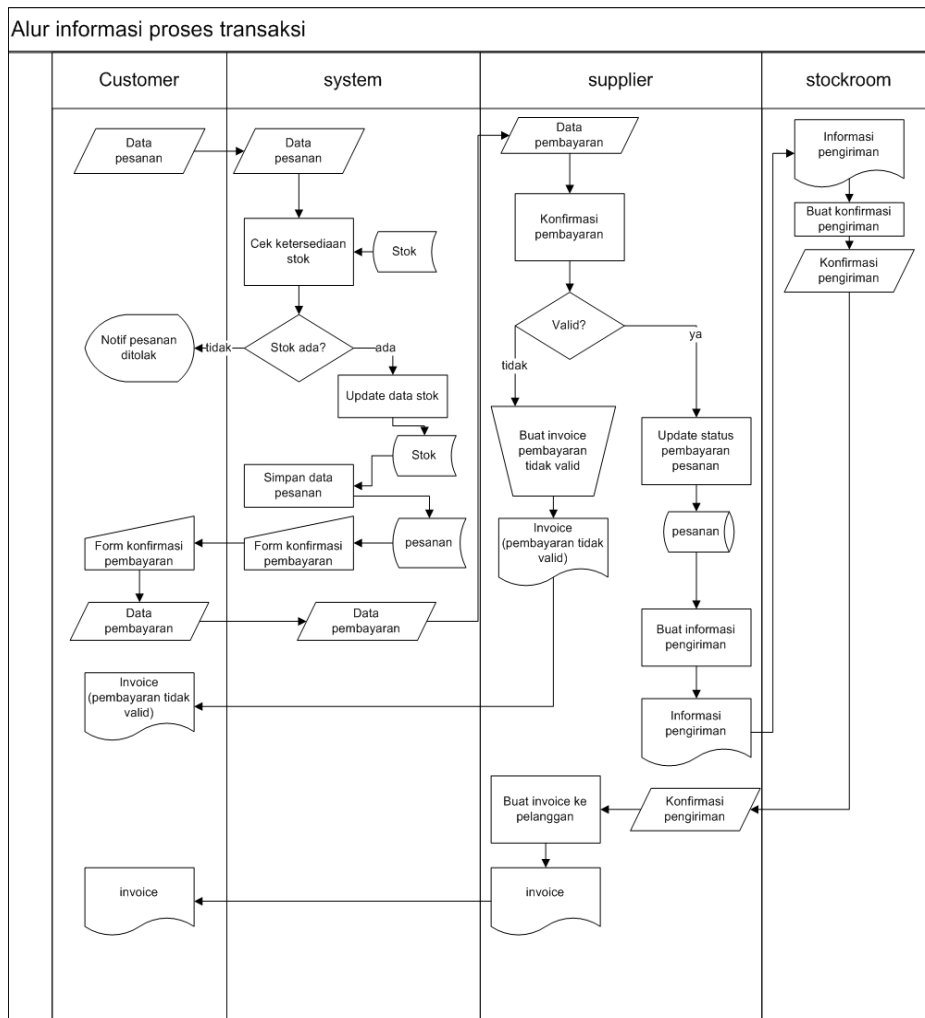 Alur informasi proses transaksi
Customer
system
supplier
stockroom
Data
pesanan
Data
pesanan
Data
pembayaran
Informasi
pengiriman
Konfirmasi
pembayaran
Buat konfirmasi
pengiriman
Cek ketersediaan
stok
Stok
Konfirmasi
pengiriman
Valid?
Notif pesanan
ditolak
tidak
Stok ada?
ada
ya
tidak
Update data stok
Buat invoice
pembayaran
tidak valid
Update status
pembayaran
pesanan
Stok
Simpan data
pesanan
pesanan
Invoice
(pembayaran tidak
valid)
pesanan
Form konfirmasi
pembayaran
Form konfirmasi
pembayaran
Data
pembayaran
Data
pembayaran
Buat informasi
pengiriman
Invoice
(pembayaran tidak
valid)
Informasi
pengiriman
Buat invoice ke
pelanggan
Konfirmasi
pengiriman
invoice
invoice